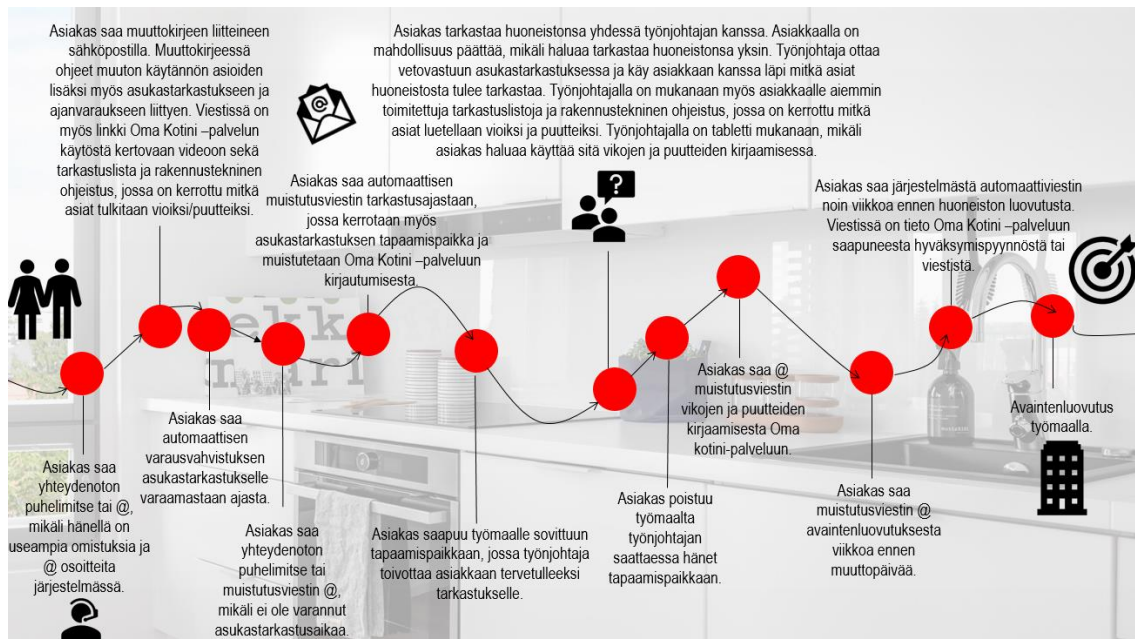 Asiakas saa muuttokirjeen liitteineen
sähköpostilla. Muuttokirjeessä
ohjeet muuton käytännön asioiden
lisäksi myös asukastarkastukseen ja
ajanvaraukseen liittyen. Viestissä on
myös linkki Oma Kotini –palvelun
käytöstä kertovaan videoon sekä
tarkastuslista ja rakennustekninen
ohjeistus, jossa on kerrottu mitkä
asiat tulkitaan vioiksi/puutteiksi.
Asiakas tarkastaa huoneistonsa yhdessä työnjohtajan kanssa. Asiakkaalla on
mahdollisuus päättää, mikäli haluaa tarkastaa huoneistonsa yksin. Työnjohtaja ottaa
vetovastuun asukastarkastuksessa ja käy asiakkaan kanssa läpi mitkä asiat
huoneistosta tulee tarkastaa. Työnjohtajalla on mukanaan myös asiakkaalle aiemmin
toimitettuja tarkastuslistoja ja rakennustekninen ohjeistus, jossa on kerrottu mitkä
asiat luetellaan vioiksi ja puutteiksi. Työnjohtajalla on tabletti mukanaan, mikäli
asiakas haluaa käyttää sitä vikojen ja puutteiden kirjaamisessa.
Asiakas saa automaattisen
muistutusviestin tarkastusajastaan,
jossa kerrotaan myös
asukastarkastuksen tapaamispaikka ja
muistutetaan Oma Kotini –palveluun
kirjautumisesta.
Asiakas saa järjestelmästä automaattiviestin
noin viikkoa ennen huoneiston luovutusta.
Viestissä on tieto Oma Kotini –palveluun
saapuneesta hyväksymispyynnöstä tai
viestistä.
Asiakas saa
yhteydenoton
puhelimitse tai @,
mikäli hänellä on
useampia omistuksia ja
@ osoitteita
järjestelmässä.
Asiakas saa
automaattisen
varausvahvistuksen
asukastarkastukselle
varaamastaan ajasta.
Asiakas saa
yhteydenoton
puhelimitse tai
muistutusviestin @,
mikäli ei ole varannut
asukastarkastusaikaa.
Asiakas saapuu työmaalle sovittuun
tapaamispaikkaan, jossa työnjohtaja
toivottaa asiakkaan tervetulleeksi
tarkastukselle.
Asiakas poistuu
työmaalta
työnjohtajan
saattaessa hänet
tapaamispaikkaan.
Asiakas saa @
muistutusviestin
vikojen ja puutteiden
kirjaamisesta Oma
kotini-palveluun.
Asiakas saa
muistutusviestin @
avaintenluovutuksesta
viikkoa ennen
muuttopäivää.
Avaintenluovutus
työmaalla.